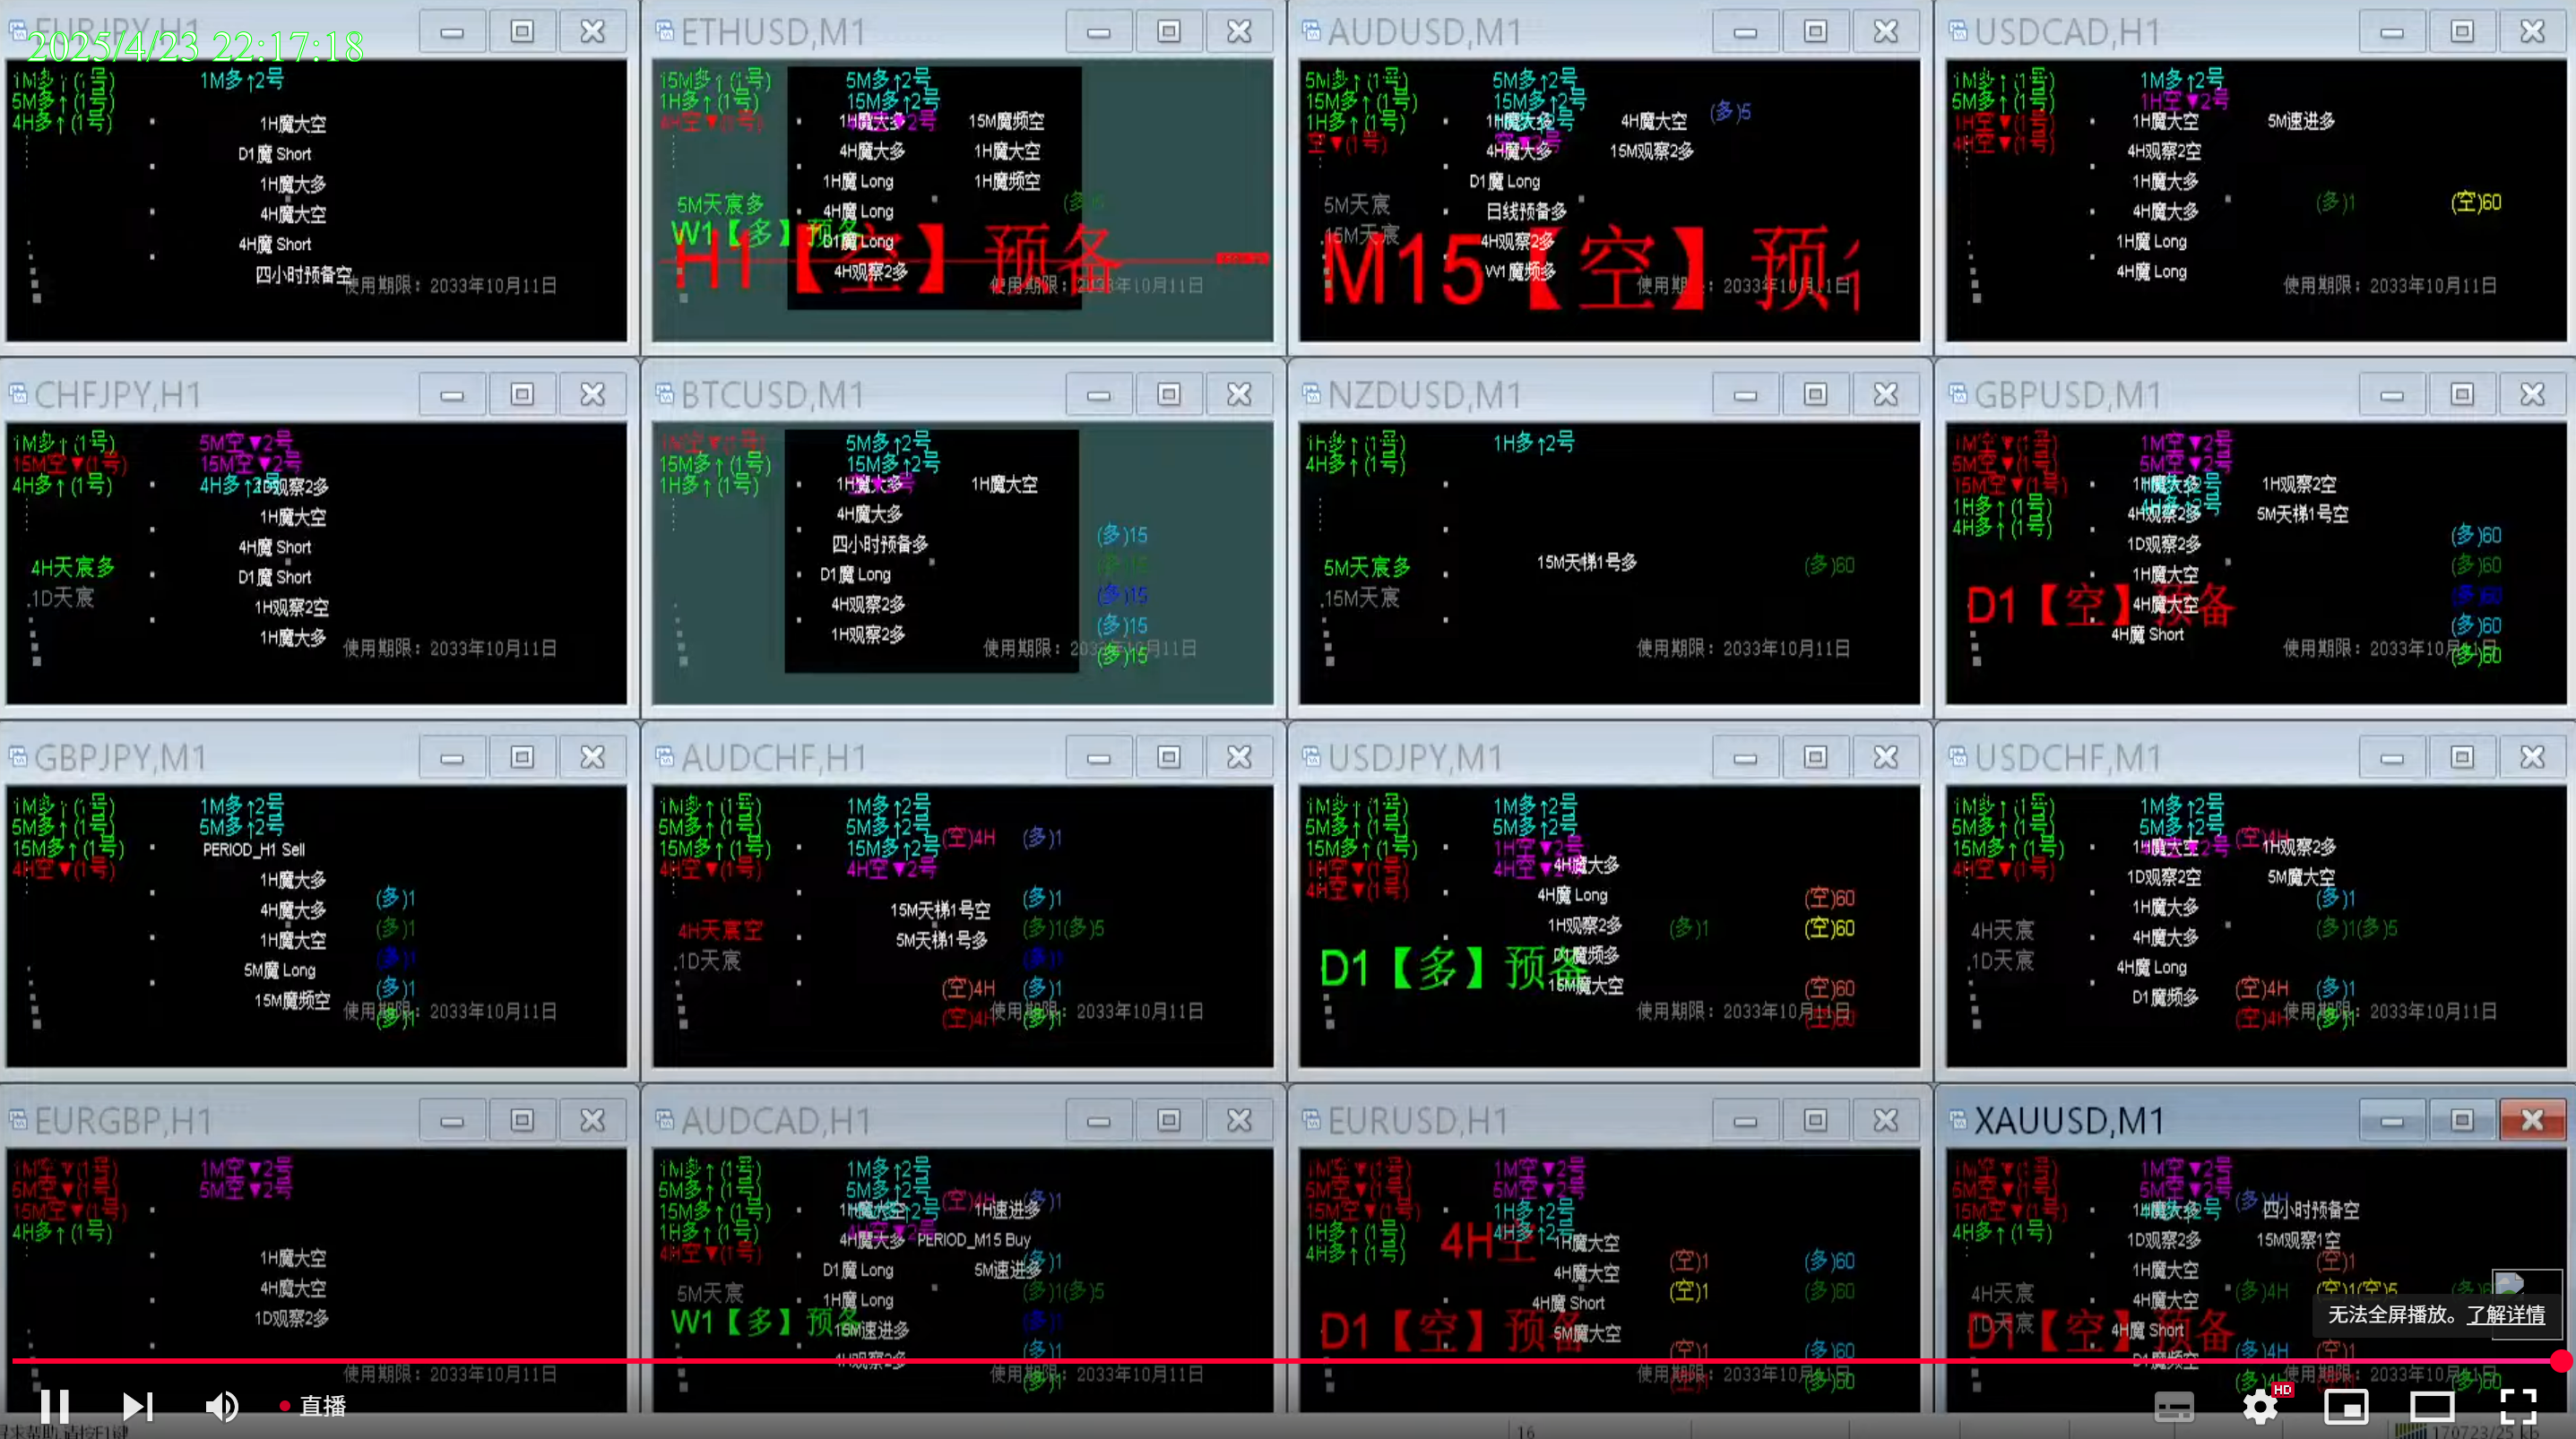 EURJPY,H1
2025/4/23 22:17:18
1M多↑(1号)
5M多↑(1号)
4H多↑(1号)
1M多↑2号
1H魔大空
D1魔 Short
1H魔大多
4H魔大空
4H魔 Short
四小时预备空
使用期限：2033年10月11日
ETHUSD,M1
15M多↑(1号)
1H多↑(1号)
4H空▼(1号)
5M多↑2号
15M多↑2号
1H魔大多
4H魔大多
1H魔 Long
4H魔 Long
D1魔 Long
4H观察2多
15M魔频空
1H魔大空
1H魔频空
5M天宸多
W1【多】预备
H1【空】预备
使用期限：2033年10月11日
AUDUSD,M1
5M多↑(1号)
15M多↑(1号)
1H多↑(1号)
空▼(1号)
5M多↑2号
15M多↑2号
1H魔大多
4H魔大多
D1魔 Long
日线预备多
4H观察2多
W1魔频多
4H魔大空
15M观察2多
(多)5
5M天宸
.15M天宸
M15【空】预
使用期 ：2033年10月11日
USDCAD,H1
1M多↑(1号)
5M多↑(1号)
1H空▼(1号)
4H空▼(1号)
1M多↑2号
1H空▼2号
1H魔大空
4H观察2空
1H魔大多
4H魔大多
1H魔 Long
4H魔 Long
5M速进多
(多)1
(空)60
使用期限：2033年10月11日
CHFJPY,H1
1M多↑(1号)
15M空▼(1号)
4H多↑(1号)
5M空▼2号
15M空▼2号
4H多↑2号
1D观察2多
1H魔大空
4H魔 Short
D1魔 Short
1H观察2空
1H魔大多
4H天宸多
.1D天宸
使用期限：2033年10月11日
BTCUSD,M1
1M空▼(1号)
15M多↑(1号)
1H多↑(1号)
5M多↑2号
15M多↑2号
1H魔大多
4H魔大多
四小时预备多
D1魔 Long
4H观察2多
1H观察2多
1H魔大空
(多)15
(多)15
(多)15
(多)15
(多)15
使用期限：2033年10月11日
NZDUSD,M1
1H多↑(1号)
4H多↑(1号)
1H多↑2号
15M天梯1号多
(多)60
5M天宸多
.15M天宸
使用期限：2033年10月11日
GBPUSD,M1
1M空▼(1号)
5M空▼(1号)
15M空▼(1号)
1H多↑(1号)
4H多↑(1号)
1M空▼2号
5M空▼2号
1H魔大多
4H观察2多
1D观察2多
1H魔大空
4H魔大空
4H魔 Short
1H观察2空
5M天梯1号空
(多)60
(多)60
(多)60
(多)60
(多)60
D1【空】预备
使用期限：2033年10月11日
GBPJPY,M1
1M多↑(1号)
5M多↑(1号)
15M多↑(1号)
4H空▼(1号)
1M多↑2号
5M多↑2号
PERIOD_H1 Sell
1H魔大多
4H魔大多
1H魔大空
5M魔 Long
15M魔频空
(多)1
(多)1
(多)1
(多)1
(多)1
使用期限：2033年10月11日
AUDCHF,H1
1M多↑(1号)
5M多↑(1号)
15M多↑(1号)
4H空▼(1号)
1M多↑2号
5M多↑2号
15M多↑2号
4H空▼2号
(空)4H
(多)1
15M天梯1号空
5M天梯1号多
(多)1
(多)1(多)5
(多)1
(空)4H
(多)1
(空)4H
(多)1
4H天宸空
.1D天宸
使用期限：2033年10月11日
USDJPY,M1
1M多↑(1号)
5M多↑(1号)
15M多↑(1号)
1H空▼(1号)
4H空▼(1号)
1M多↑2号
5M多↑2号
1H空▼2号
4H空▼2号
4H魔大多
4H魔 Long
1H观察2多
D1魔频多
15M魔大空
(多)1
(空)60
(空)60
(空)60
(空)60
D1【多】预备
使用期限：2033年10月11日
USDCHF,M1
1M多↑(1号)
5M多↑(1号)
15M多↑(1号)
4H空▼(1号)
1M多↑2号
5M多↑2号
1H魔大空
1D观察2空
1H魔大多
4H魔大多
4H魔 Long
D1魔频多
(空)4H
1H观察2多
5M魔大空
(多)1
(多)1(多)5
(空)4H
(多)1
(空)4H
(多)1
4H天宸
.1D天宸
使用期限：2033年10月11日
EURGBP,H1
1M空▼(1号)
5M空▼(1号)
15M空▼(1号)
4H多↑(1号)
1M空▼2号
5M空▼2号
1H魔大空
4H魔大空
1D观察2多
使用期限：2033年10月11日
AUDCAD,H1
1M多↑(1号)
5M多↑(1号)
15M多↑(1号)
1H多↑(1号)
4H空▼(1号)
1M多↑2号
5M多↑2号
1H魔大空
4H魔大多
D1魔 Long
1H魔 Long
15M速进多
4H观察2多
(空)4H
(多)1
1H速进多
PERIOD_M15 Buy
5M速进多
(多)1
(多)1(多)5
(多)1
(多)1
(多)1
5M天宸
W1【多】预备
使用期限：2033年10月11日
EURUSD,H1
1M空▼(1号)
5M空▼(1号)
15M空▼(1号)
1H多↑(1号)
4H多↑(1号)
1M空▼2号
5M空▼2号
1H多↑2号
4H多↑2号
4H空
1H魔大空
4H魔大空
4H魔 Short
5M魔大空
(空)1
(空)1
(空)1
(空)1
(多)60
(多)60
(多)60
(多)60
D1【空】预备
使用期限：2033年10月11日
XAUUSD,M1
1M空▼(1号)
5M空▼(1号)
15M空▼(1号)
4H多↑(1号)
1M空▼2号
5M空▼2号
1H魔大多
1D观察2多
1H魔大空
4H魔大空
4H魔 Short
D1魔频空
(多)4H
四小时预备空
15M观察1空
(空)1
(多)4H
(空)1(空)5
(多)4H
(空)1
4H天宸
.1D天宸
D1【空】预备
使用期限：2033年10月11日
无法全屏播放。了解详情
直播
HD
16
170723/25 kb